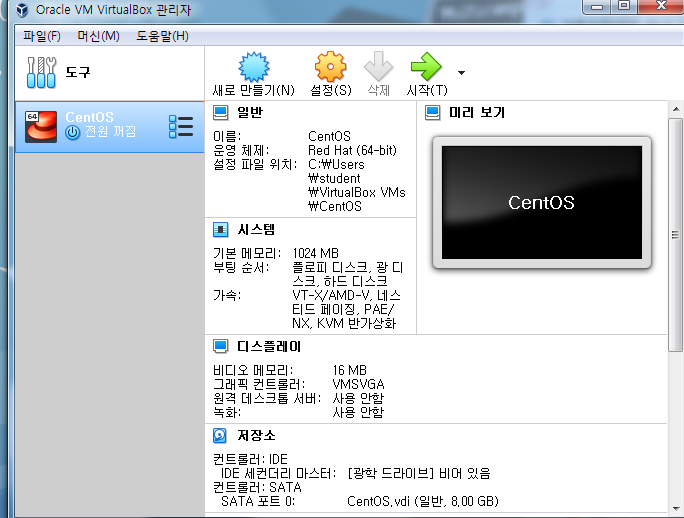 Oracle VM VirtualBox 관리자
파일(F) 머신(M) 도움말(H)
도구
새로 만들기(N) 설정(S) 삭제 시작(T)
64
CentOS
전원 꺼짐
일반
이름: CentOS
운영 체제: Red Hat (64-bit)
설정 파일 위치: C:₩Users
₩student
₩VirtualBox VMs
₩CentOS
미리 보기
CentOS
시스템
기본 메모리: 1024 MB
부팅 순서: 플로피 디스크, 광 디
스크, 하드 디스크
가속: VT-X/AMD-V, 네스
티드 페이징, PAE/
NX, KVM 반가상화
디스플레이
비디오 메모리: 16 MB
그래픽 컨트롤러: VMSVGA
원격 데스크톱 서버: 사용 안함
녹화: 사용 안함
저장소
컨트롤러: IDE
IDE 세컨더리 마스터: [광학 드라이브] 비어 있음
컨트롤러: SATA
SATA 포트 0: CentOS.vdi (일반, 8.00 GB)